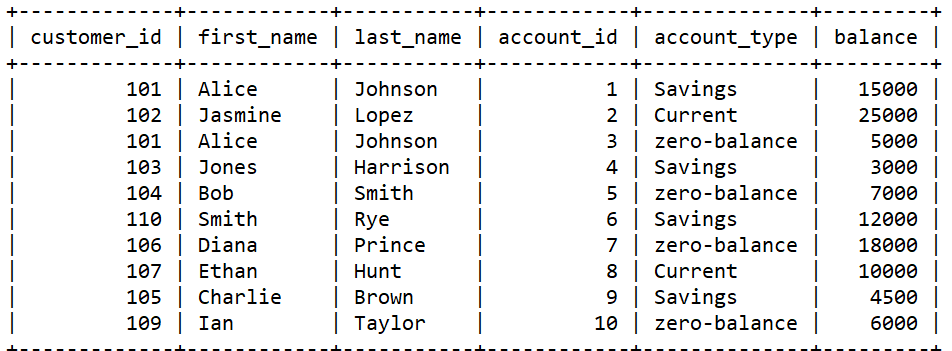 +-------------+------------+-----------+------------+--------------+---------+
| customer_id | first_name | last_name | account_id | account_type | balance |
+-------------+------------+-----------+------------+--------------+---------+
|         101 | Alice      | Johnson   |          1 | Savings      |   15000 |
|         102 | Jasmine    | Lopez     |          2 | Current      |   25000 |
|         101 | Alice      | Johnson   |          3 | zero-balance |    5000 |
|         103 | Jones      | Harrison  |          4 | Savings      |    3000 |
|         104 | Bob        | Smith     |          5 | zero-balance |    7000 |
|         110 | Smith      | Rye       |          6 | Savings      |   12000 |
|         106 | Diana      | Prince    |          7 | zero-balance |   18000 |
|         107 | Ethan      | Hunt      |          8 | Current      |   10000 |
|         105 | Charlie    | Brown     |          9 | Savings      |    4500 |
|         109 | Ian        | Taylor    |         10 | zero-balance |    6000 |
+-------------+------------+-----------+------------+--------------+---------+